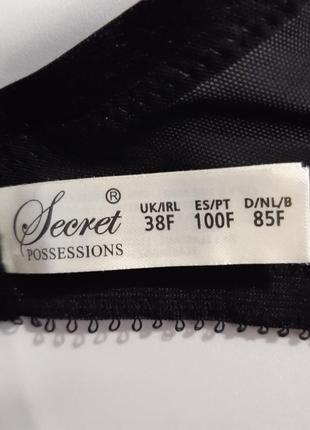 Secret®
POSSESSIONS
UK/IRL ES/PT D/NL/B
38F 100F 85F